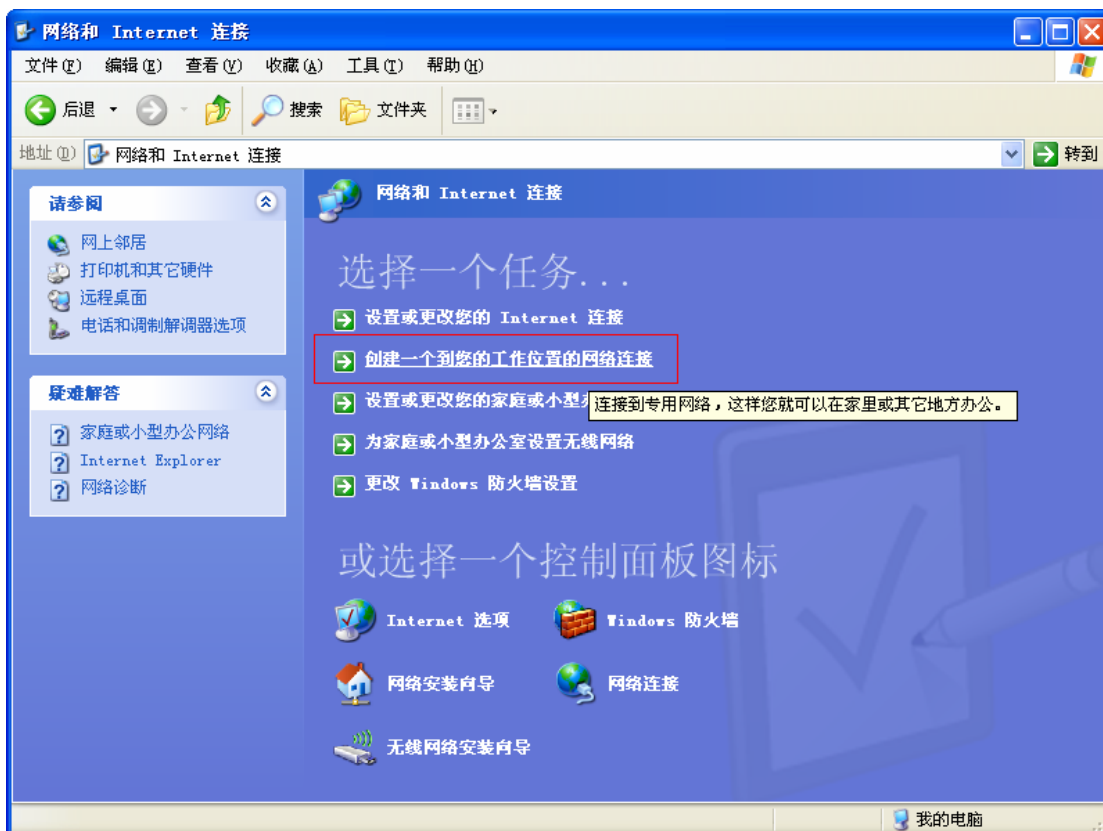 网络和 Internet 连接
文件(F) 编辑(E) 查看(V) 收藏(A) 工具(T) 帮助(H)
后退 搜索 文件夹
地址(D) 网络和 Internet 连接 转到
请参阅
网上邻居
打印机和其它硬件
远程桌面
电话和调制解调器选项
疑难解答
家庭或小型办公网络
Internet Explorer
网络诊断
网络和 Internet 连接
选择一个任务...
设置或更改您的 Internet 连接
创建一个到您的工作位置的网络连接
设置或更改您的家庭或小型
连接到专用网络，这样您就可以在家里或其它地方办公。
为家庭或小型办公室设置无线网络
更改 Windows 防火墙设置
或选择一个控制面板图标
Internet 选项 Windows 防火墙
网络安装向导 网络连接
无线网络安装向导
我的电脑